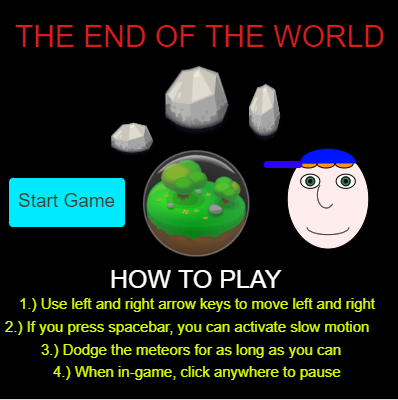 THE END OF THE WORLD
Start Game
HOW TO PLAY
1.) Use left and right arrow keys to move left and right
2.) If you press spacebar, you can activate slow motion
3.) Dodge the meteors for as long as you can
4.) When in-game, click anywhere to pause